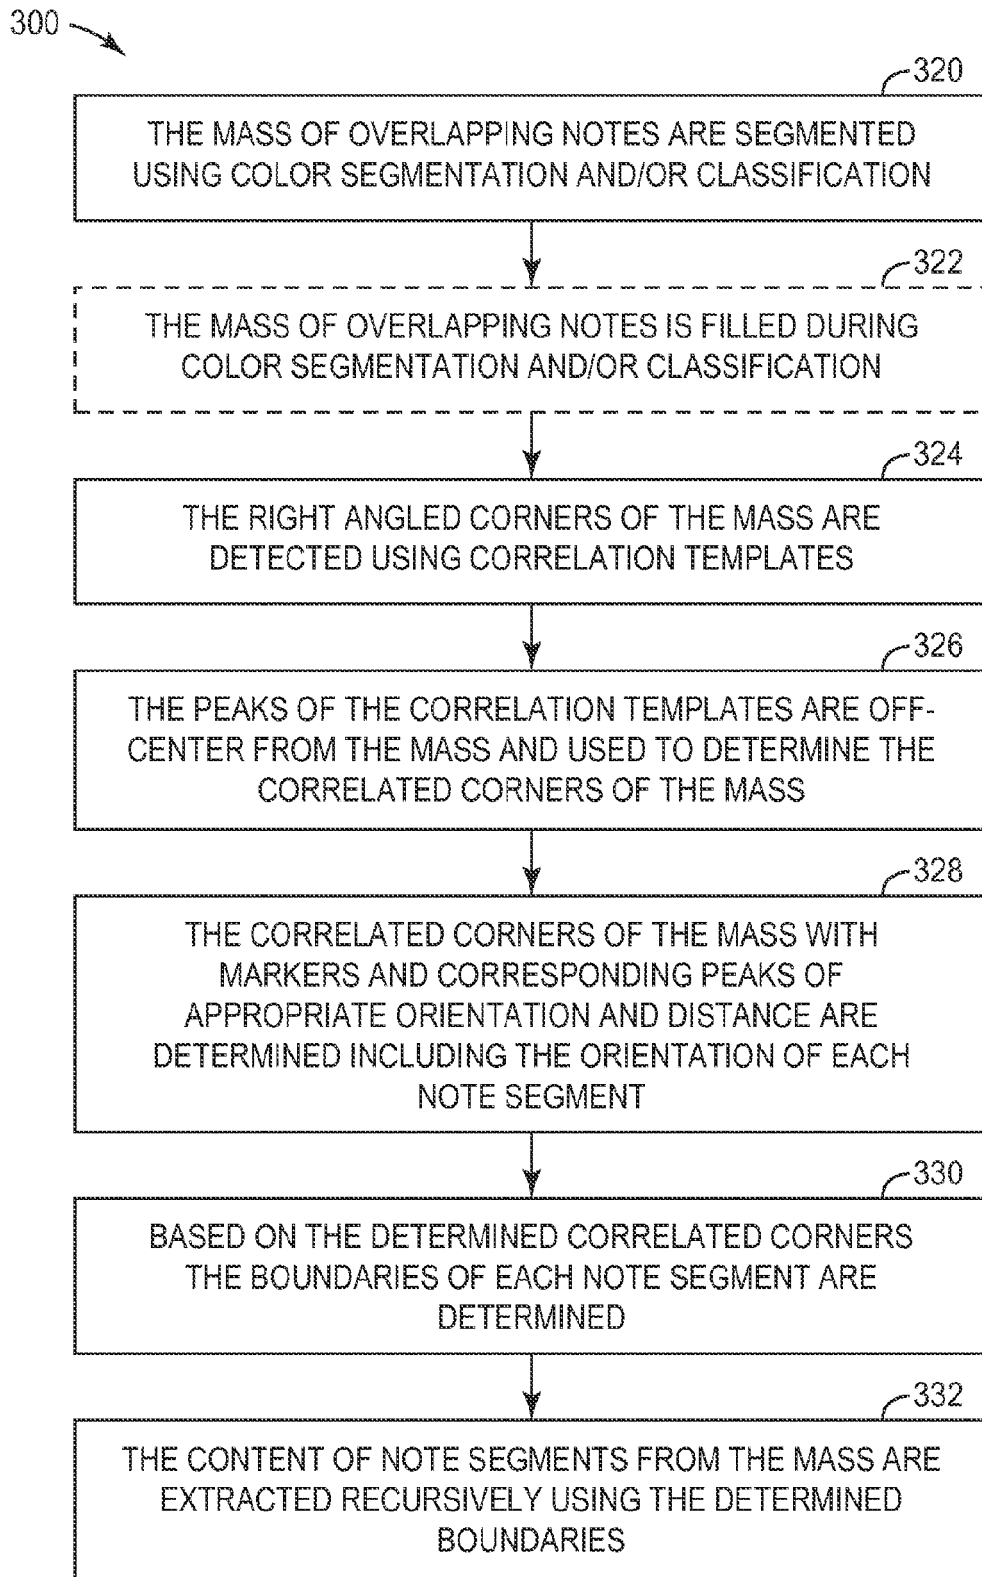 300
320
THE MASS OF OVERLAPPING NOTES ARE SEGMENTED
USING COLOR SEGMENTATION AND/OR CLASSIFICATION
322
THE MASS OF OVERLAPPING NOTES IS FILLED DURING
COLOR SEGMENTATION AND/OR CLASSIFICATION
324
THE RIGHT ANGLED CORNERS OF THE MASS ARE
DETECTED USING CORRELATION TEMPLATES
326
THE PEAKS OF THE CORRELATION TEMPLATES ARE OFF-
CENTER FROM THE MASS AND USED TO DETERMINE THE
CORRELATED CORNERS OF THE MASS
328
THE CORRELATED CORNERS OF THE MASS WITH
MARKERS AND CORRESPONDING PEAKS OF
APPROPRIATE ORIENTATION AND DISTANCE ARE
DETERMINED INCLUDING THE ORIENTATION OF EACH
NOTE SEGMENT
330
BASED ON THE DETERMINED CORRELATED CORNERS
THE BOUNDARIES OF EACH NOTE SEGMENT ARE
DETERMINED
332
THE CONTENT OF NOTE SEGMENTS FROM THE MASS ARE
EXTRACTED RECURSIVELY USING THE DETERMINED
BOUNDARIES